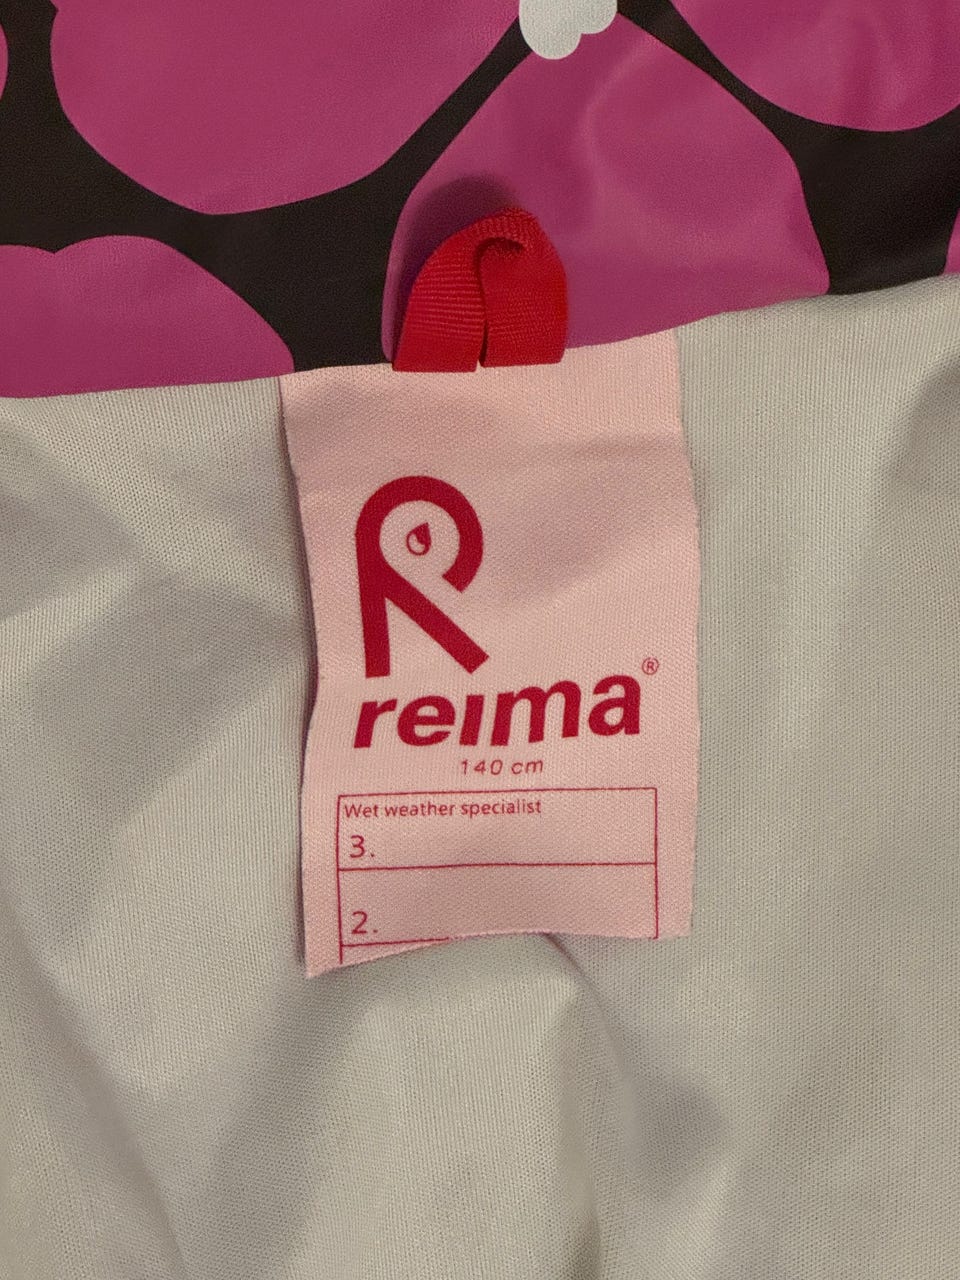 reima®
140 cm
Wet weather specialist
3.
2.